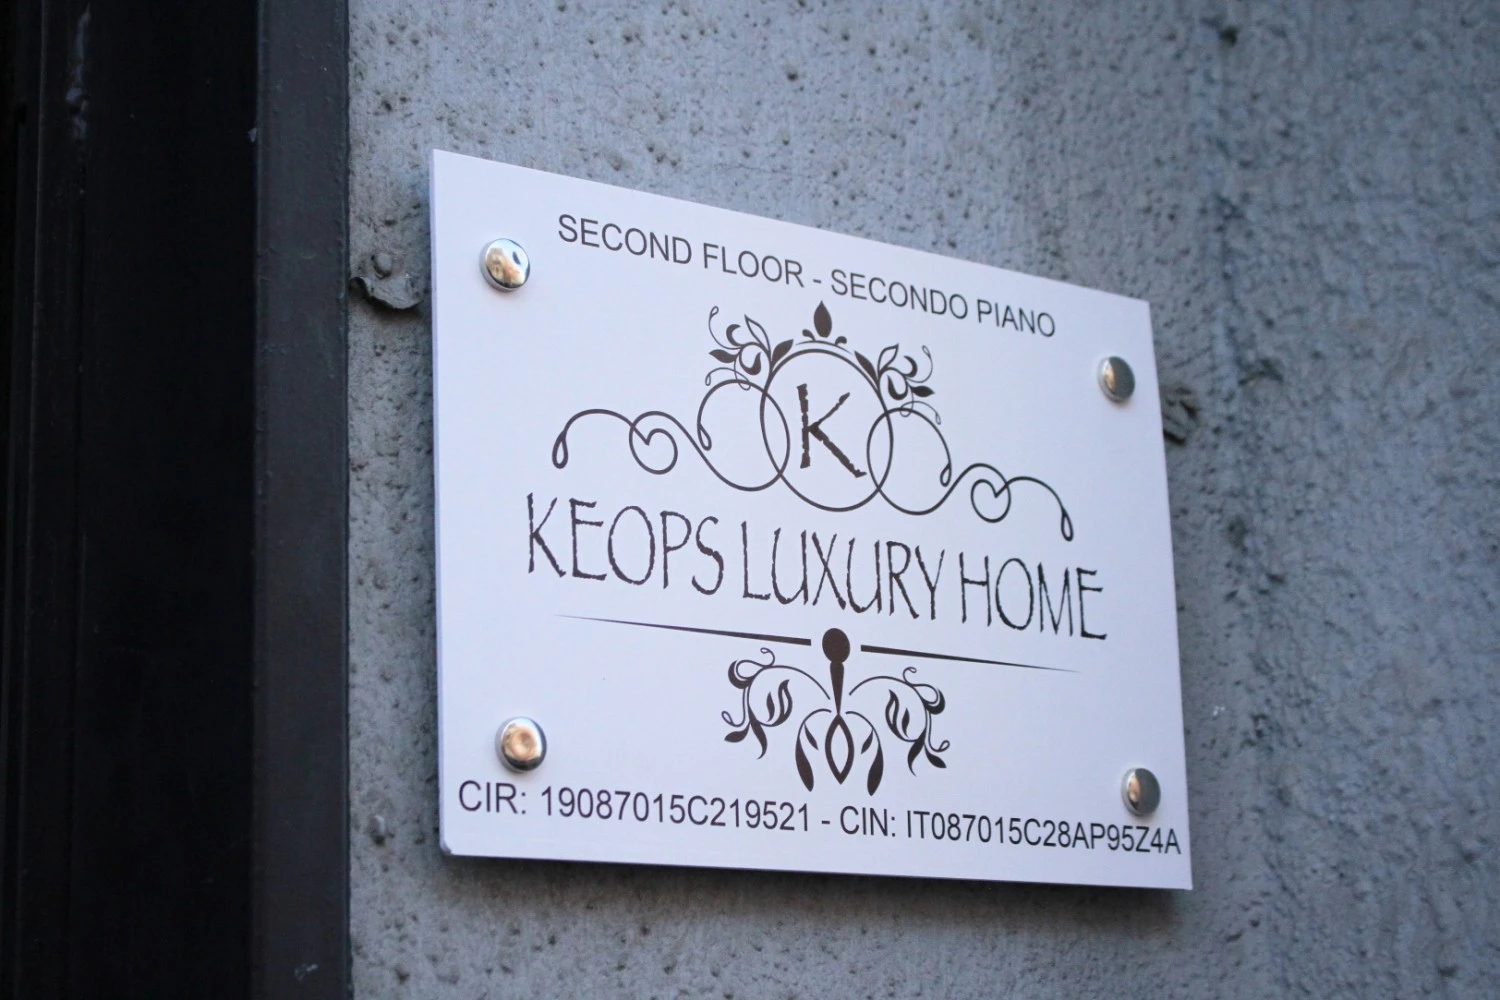 SECOND FLOOR - SECONDO PIANO
K
KEOPS LUXURY HOME
CIR: 19087015C219521 - CIN: IT087015C28AP95Z4A